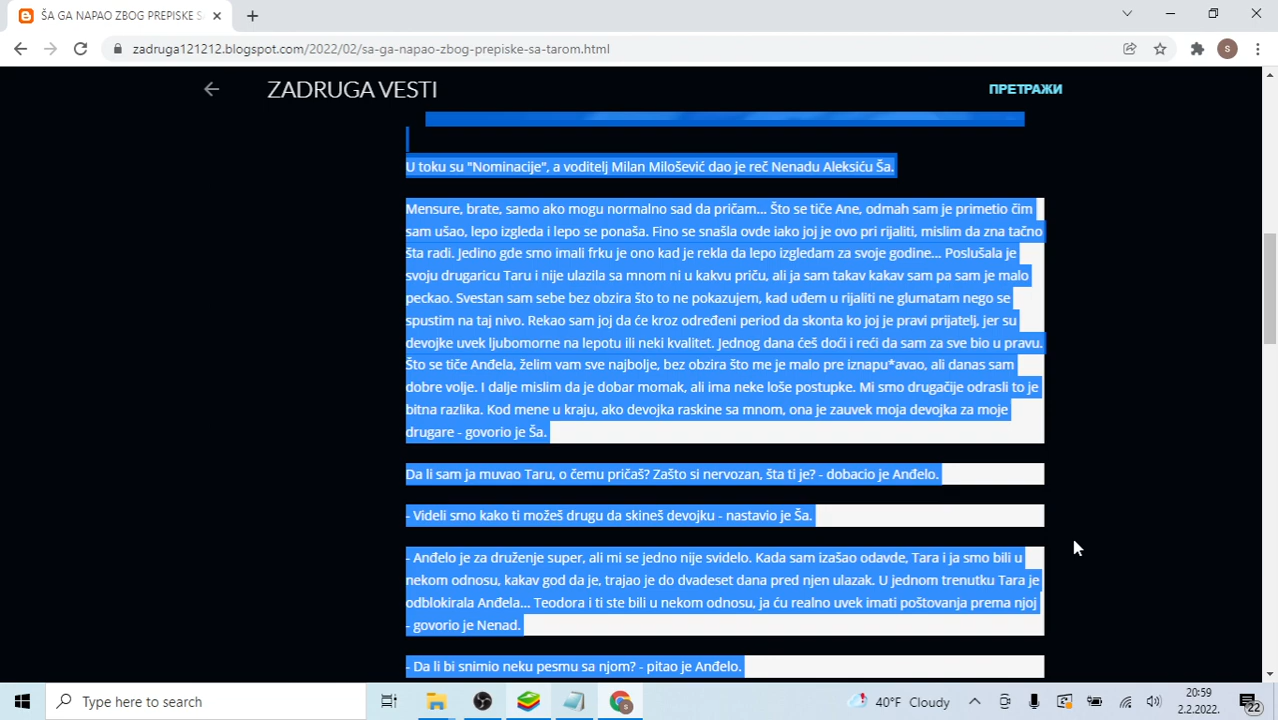 ŠA GA NAPAO ZBOG PREPISKE S
zadruga121212.blogspot.com/2022/02/sa-ga-napao-zbog-prepiske-sa-tarom.html
S
ZADRUGA VESTI
ПРЕТРАЖИ
U toku su "Nominacije", a voditelj Milan Milošević dao je reč Nenadu Aleksiću Ša.
Mensure, brate, samo ako mogu normalno sad da pričam... Što se tiče Ane, odmah sam je primetio čim
sam ušao, lepo izgleda i lepo se ponaša. Fino se snašla ovde iako joj je ovo pri rijaliti, mislim da zna tačno
šta radi. Jedino gde smo imali frku je ono kad je rekla da lepo izgledam za svoje godine... Poslušala je
svoju drugaricu Taru i nije ulazila sa mnom ni u kakvu priču, ali ja sam takav kakav sam pa sam je malo
peckao. Svestan sam sebe bez obzira što to ne pokazujem, kad uđem u rijaliti ne glumatam nego se
spustim na taj nivo. Rekao sam joj da će kroz određeni period da skonta ko joj je pravi prijatelj, jer su
devojke uvek ljubomorne na lepotu ili neki kvalitet. Jednog dana ćeš doći i reći da sam za sve bio u pravu.
Što se tiče Anđela, želim vam sve najbolje, bez obzira što me je malo pre iznapu*avao, ali danas sam
dobre volje. I dalje mislim da je dobar momak, ali ima neke loše postupke. Mi smo drugačije odrasli to je
bitna razlika. Kod mene u kraju, ako devojka raskine sa mnom, ona je zauvek moja devojka za moje
drugare - govorio je Ša.
Da li sam ja muvao Taru, o čemu pričaš? Zašto si nervozan, šta ti je? - dobacio je Anđelo.
- Videli smo kako ti možeš drugu da skineš devojku - nastavio je Ša.
- Anđelo je za druženje super, ali mi se jedno nije svidelo. Kada sam izašao odavde, Tara i ja smo bili u
nekom odnosu, kakav god da je, trajao je do dvadeset dana pred njen ulazak. U jednom trenutku Tara je
odblokirala Anđela... Teodora i ti ste bili u nekom odnosu, ja ću realno uvek imati poštovanja prema njoj
- govorio je Nenad.
- Da li bi snimio neku pesmu sa njom? - pitao je Anđelo.
Type here to search
40°F Cloudy
20:59
2.2.2022.
22